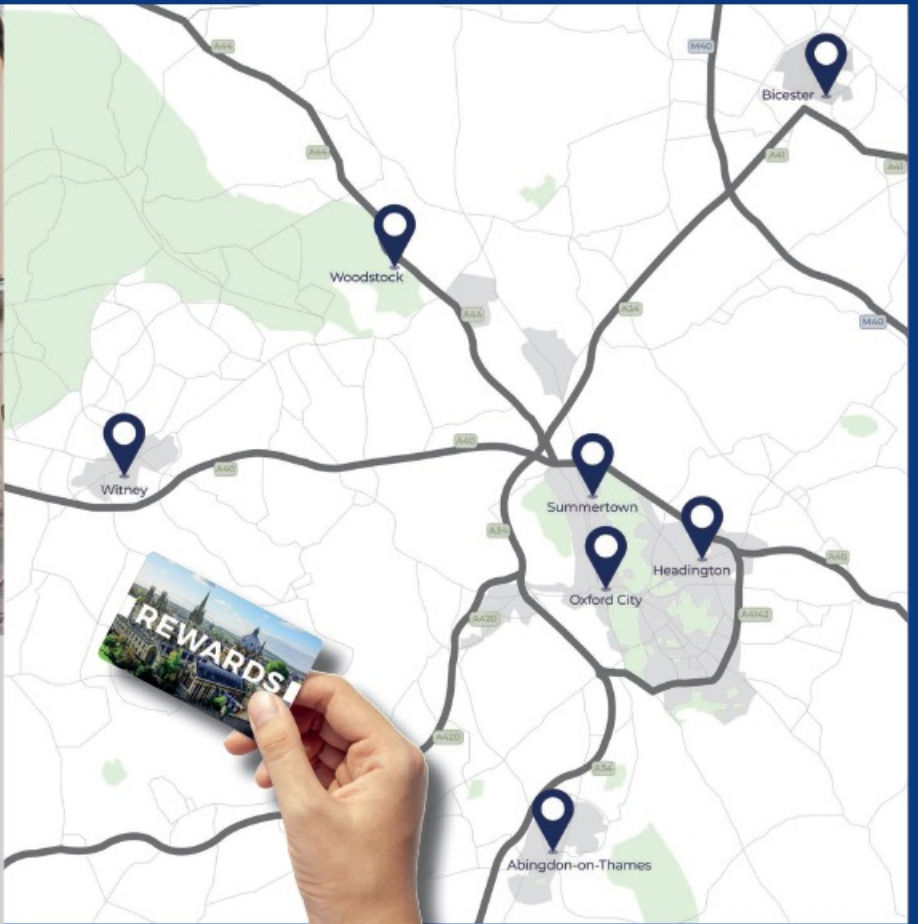 A44
M40
Bicester
A44
A41
A41
Woodstock
A44
A34
M40
A40
A40
Witney
Summertown
A34
Headington
A40
Oxford City
A420
A4142
REWARDS
A420
A34
Abingdon-on-Thames